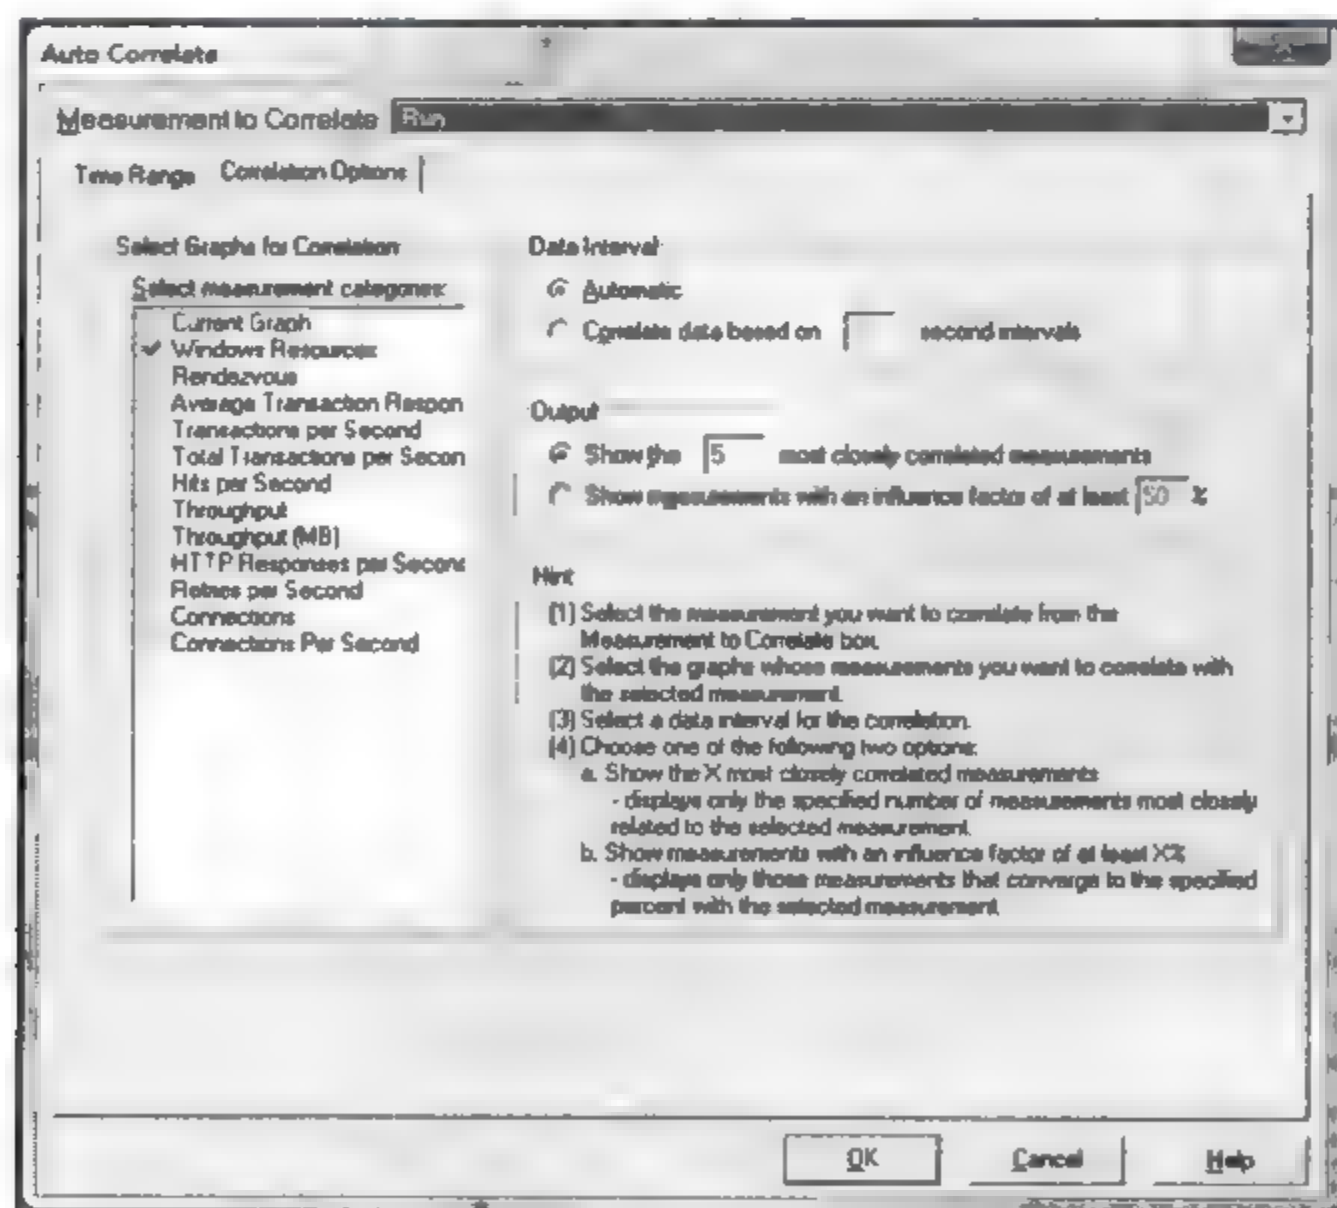 Auto Correlate
Measurement to Correlate Run
Time Range Correlation Options
Select Graphs for Correlation
Select measurement categories:
Current Graph
Windows Resources
Rendezvous
Average Transaction Respon
Transactions per Second
Total Transactions per Secon
Hits per Second
Throughput
Throughput (MB)
HTTP Responses per Second
Retries per Second
Connections
Connections Per Second
Data Interval:
Automatic
Correlate data based on second intervals
Output
Show the 5 most closely correlated measurements
Show measurements with an influence factor of at least 50 %
Hint
(1) Select the measurement you want to correlate from the
Measurement to Correlate box.
(2) Select the graphs whose measurements you want to correlate with
the selected measurement.
(3) Select a data interval for the correlation.
(4) Choose one of the following two options:
a. Show the X most closely correlated measurements
- displays only the specified number of measurements most closely
related to the selected measurement.
b. Show measurements with an influence factor of at least X%
- displays only those measurements that converge to the specified
percent with the selected measurement.
OK Cancel Help